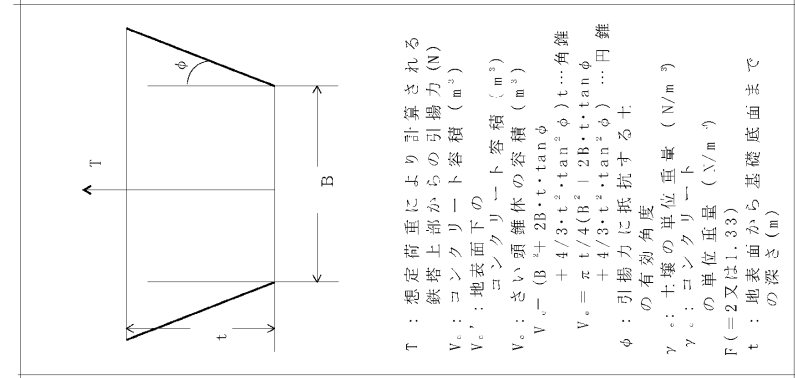 T
φ
t
B
T : 想定荷重により計算される
鉄塔上部からの引揚力(N)
Vc : コンクリート容積 (m³)
Vc' : 地表面下の
コンクリート容積 (m³)
Ve : さい頭錐体の容積 (m³)
Ve=(B²+2B・t・tanφ
+4/3・t²・tan²φ)t…角錐
Ve=πt/4(B²+2B・t・tanφ
+4/3・t²・tan²φ) …円錐
φ : 引揚力に抵抗する土
の有効角度
γe : 土壌の単位重量 (N/m³)
γc : コンクリート
の単位重量 (N/m³)
F(=2又は1.33)
t : 地表面から基礎底面まで
の深さ(m)